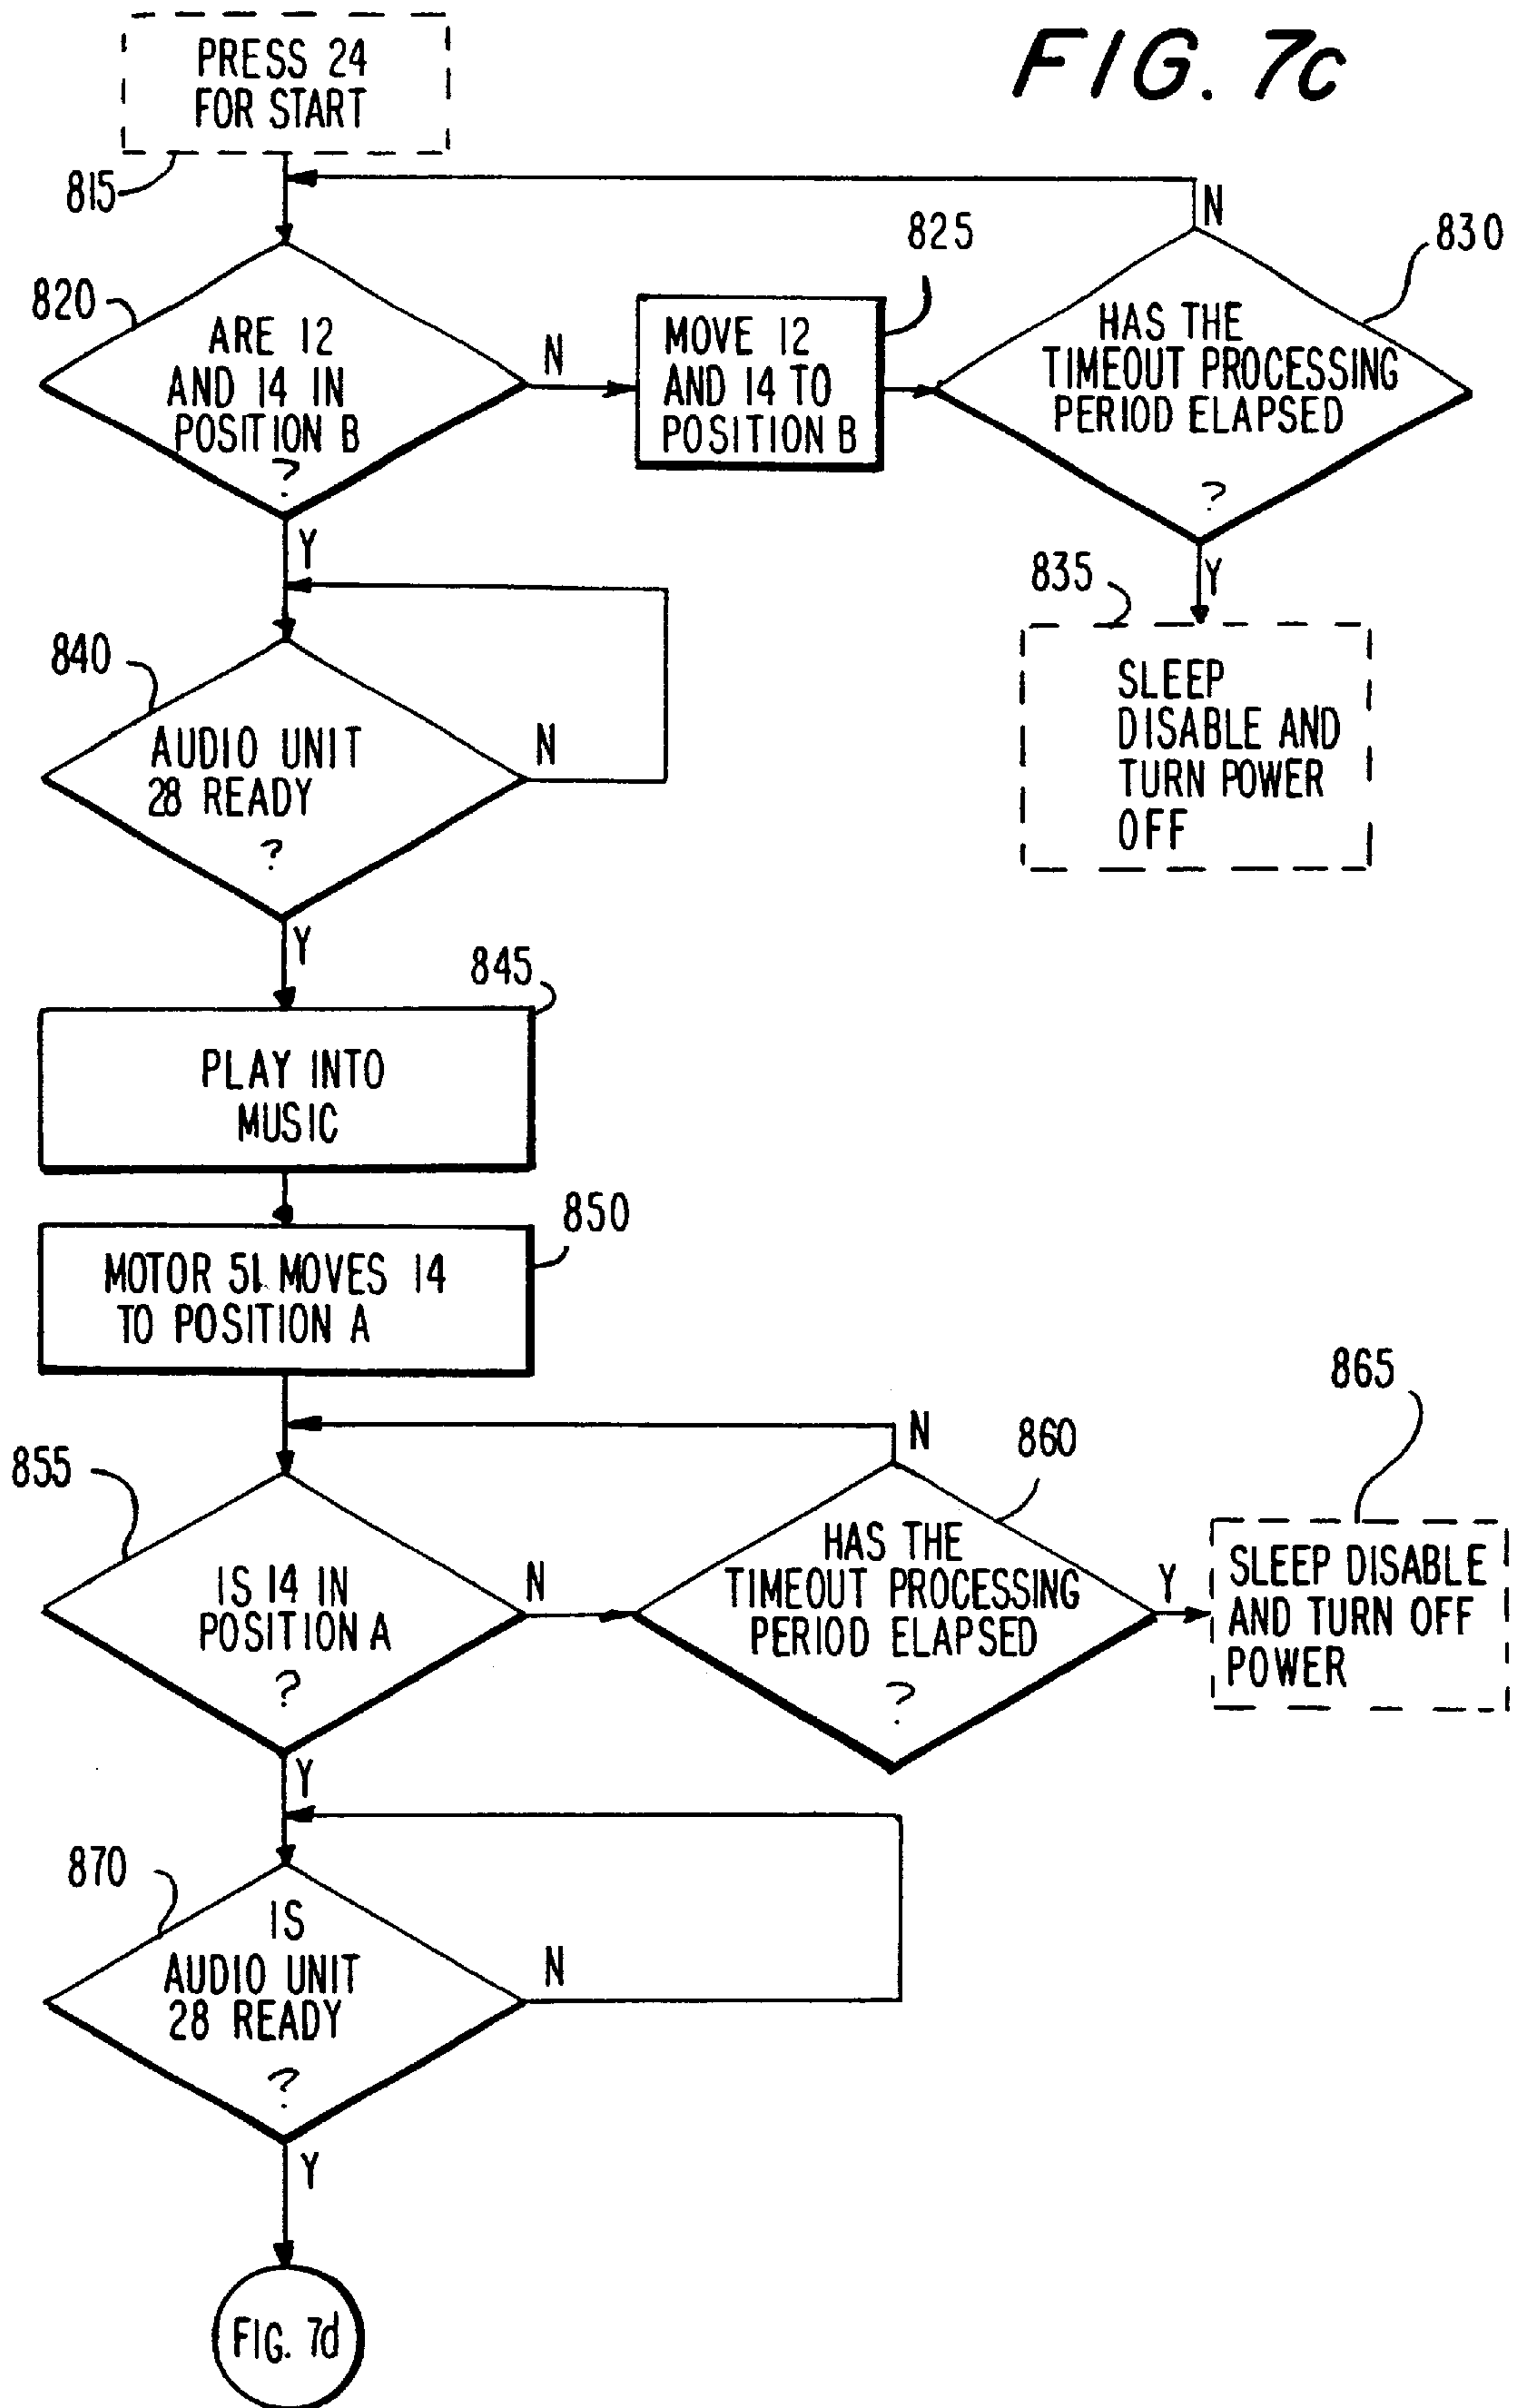 FIG. 7c
PRESS 24
FOR START
815
820
ARE 12
AND 14 IN
POSITION B
?
N
Y
825
MOVE 12
AND 14 TO
POSITION B
830
N
HAS THE
TIMEOUT PROCESSING
PERIOD ELAPSED
?
Y
835
SLEEP
DISABLE AND
TURN POWER
OFF
840
AUDIO UNIT
28 READY
?
N
Y
845
PLAY INTO
MUSIC
850
MOTOR 51 MOVES 14
TO POSITION A
855
IS 14 IN
POSITION A
?
N
Y
860
N
HAS THE
TIMEOUT PROCESSING
PERIOD ELAPSED
?
Y
865
SLEEP DISABLE
AND TURN OFF
POWER
870
IS
AUDIO UNIT
28 READY
?
N
Y
FIG. 7d